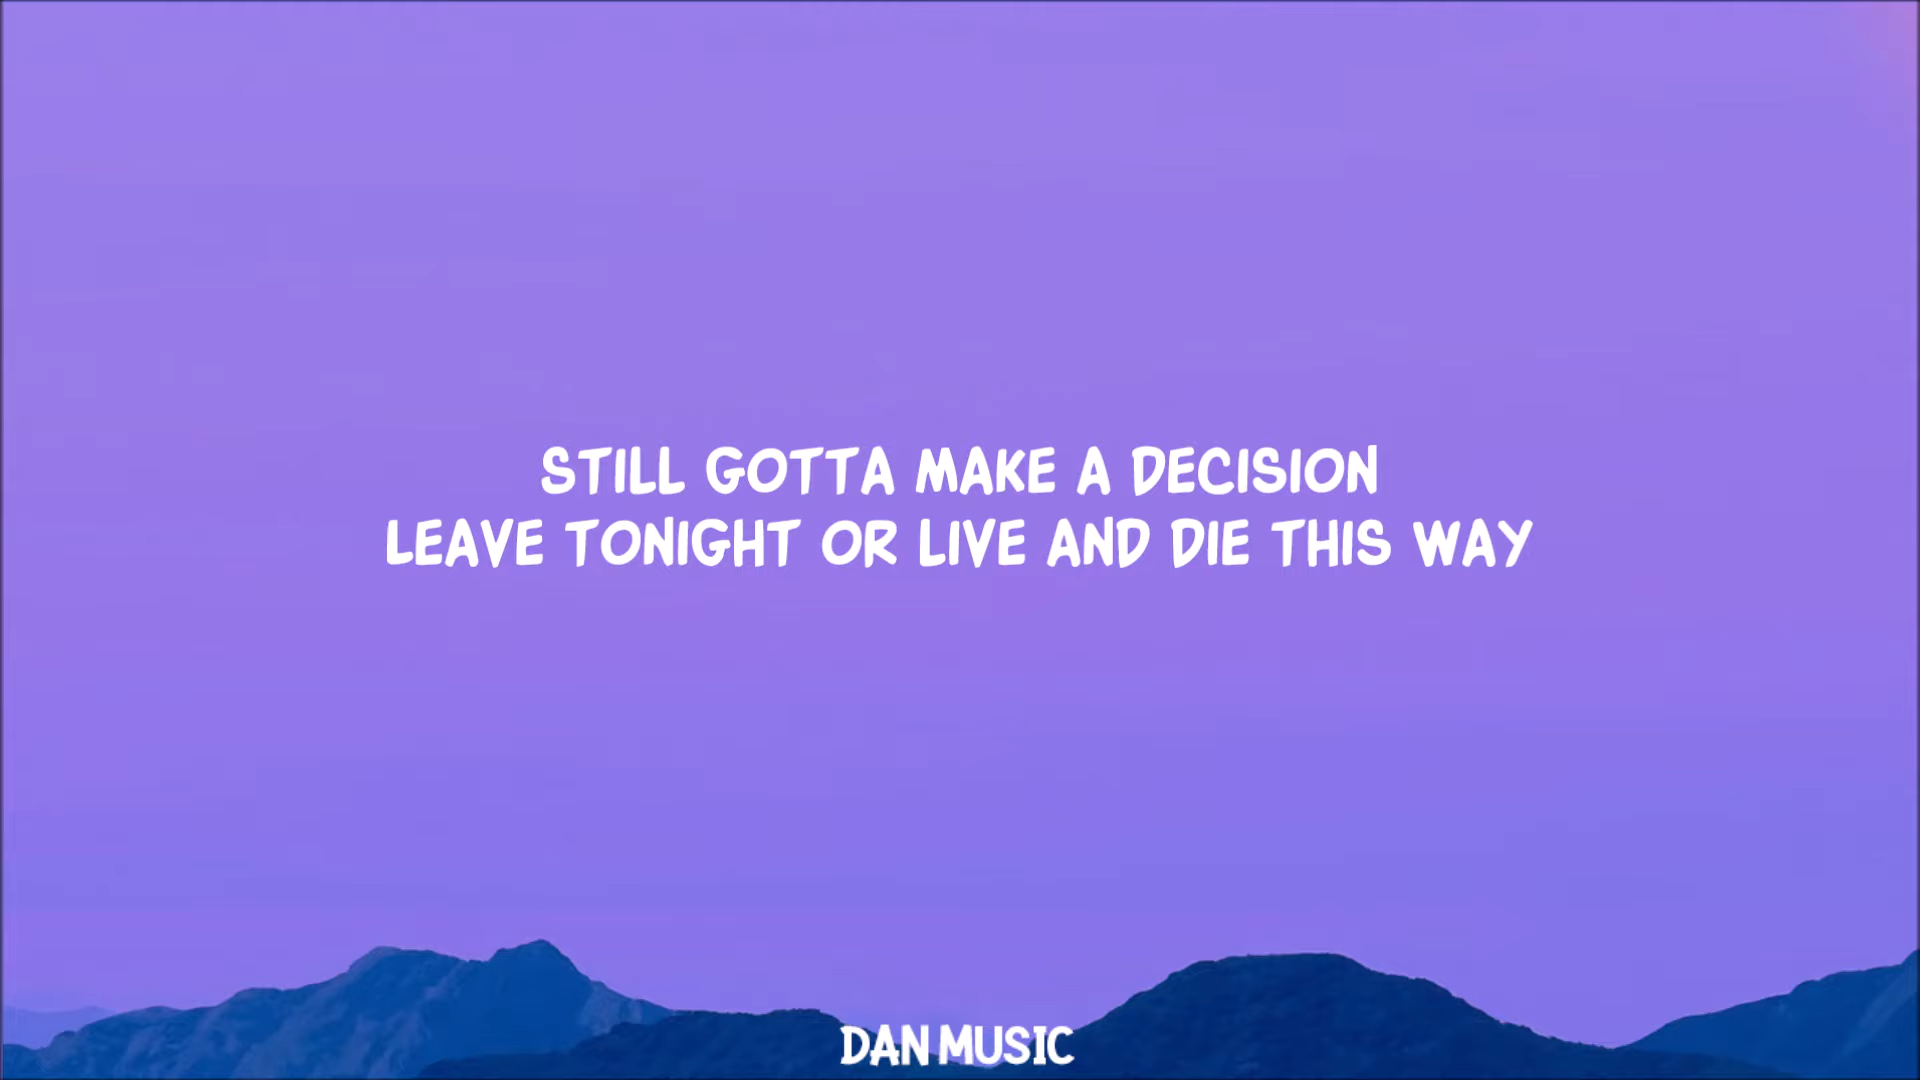 STILL GOTTA MAKE A DECISION
LEAVE TONIGHT OR LIVE AND DIE THIS WAY
DAN MUSIC